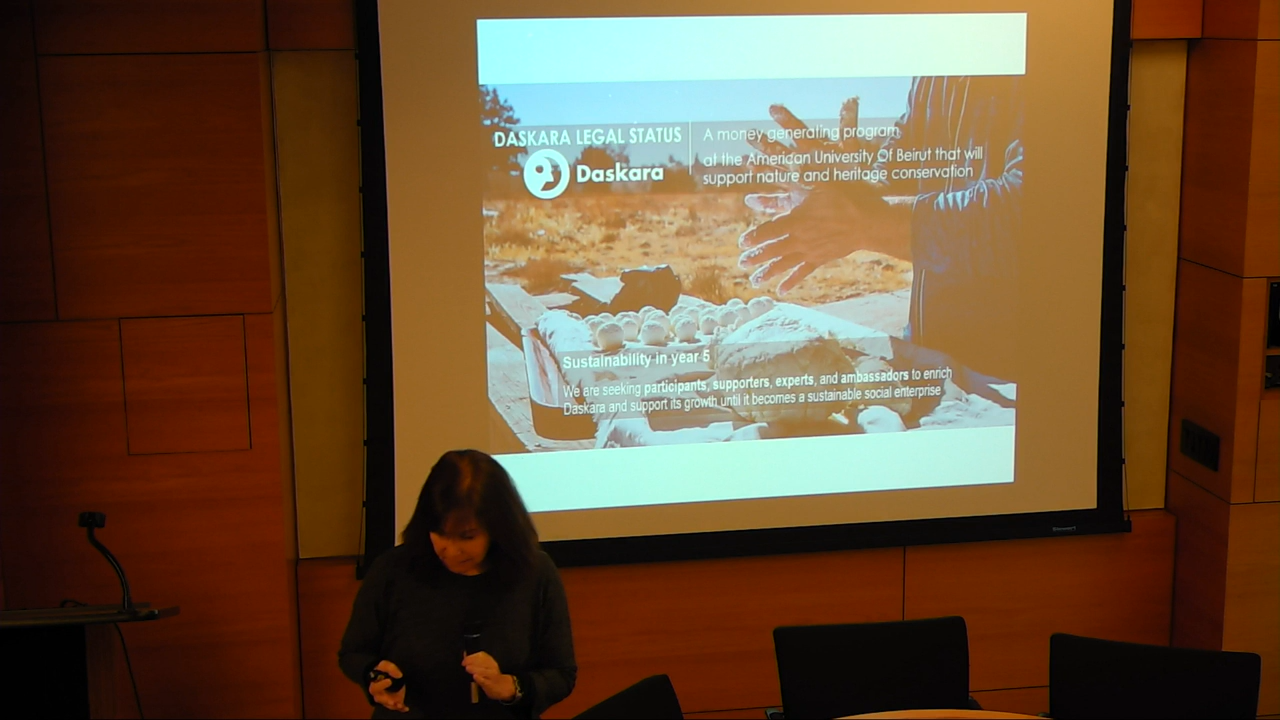 DASKARA LEGAL STATUS
Daskara
A money generating program
at the American University Of Beirut that will
support nature and heritage conservation
Sustainability in year 5
We are seeking participants, supporters, experts, and ambassadors to enrich
Daskara and support its growth until it becomes a sustainable social enterprise